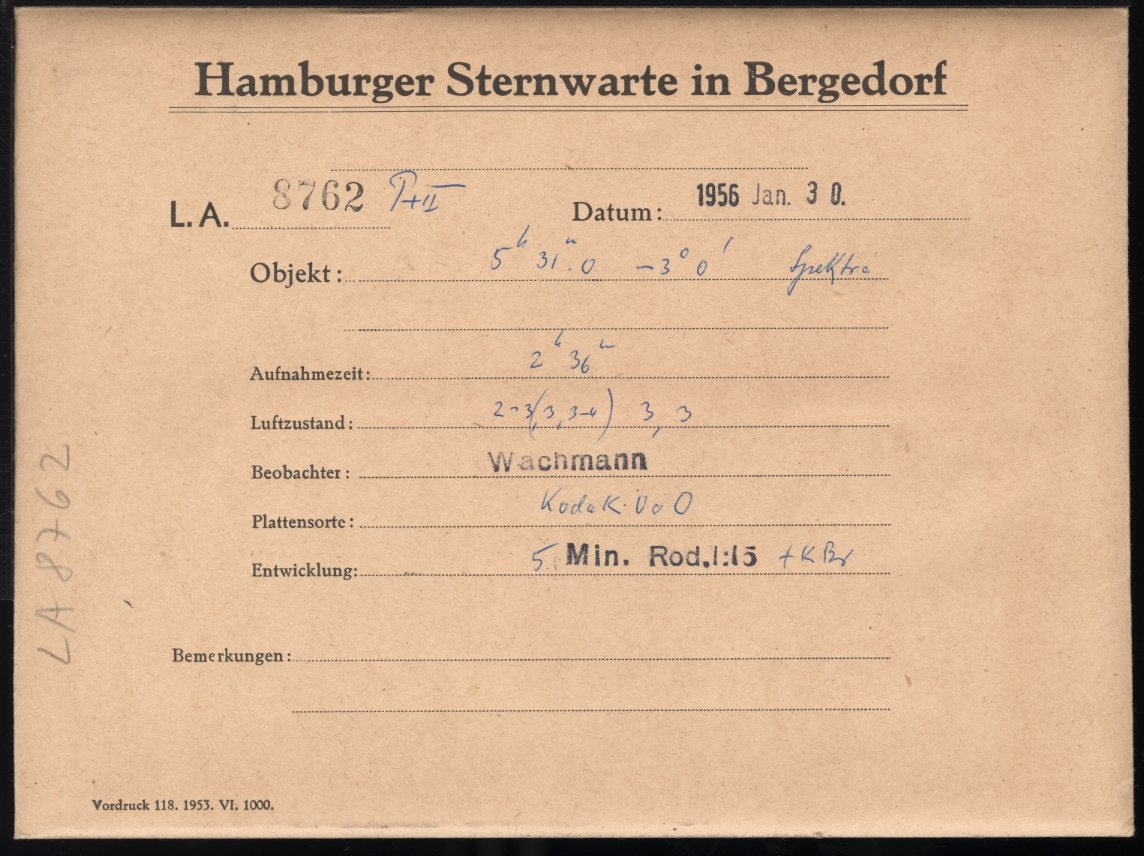 Hamburger Sternwarte in Bergedorf
L. A. 8762 P+II Datum: 1956 Jan. 30.
Objekt: 5ʰ 31ᵐ.0 −3° 0′ Spektra
Aufnahmezeit: 2ʰ 36ᵐ
Luftzustand: 2-3(3,3-4) 3, 3
Beobachter: Wachmann
Plattensorte: Kodak OaO
Entwicklung: 5 Min. Rod.1:15 +KBr
Bemerkungen:
Vordruck 118. 1953. VI. 1000.
LA 8762